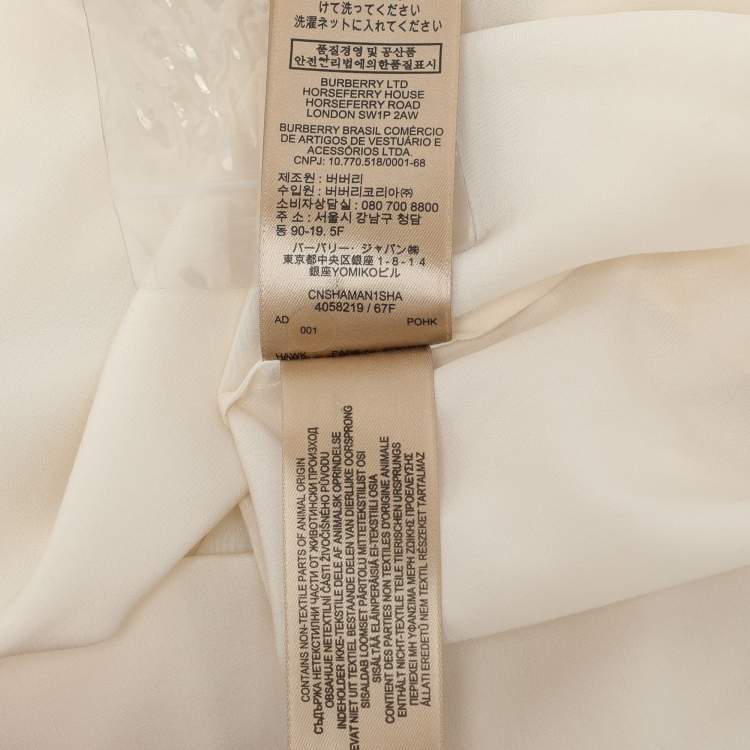 けて洗ってください
洗濯ネットに入れてください
품질경영 및 공산품
안전관리법에의한품질표시
BURBERRY LTD
HORSEFERRY HOUSE
HORSEFERRY ROAD
LONDON SW1P 2AW
BURBERRY BRASIL COMÉRCIO
DE ARTIGOS DE VESTUÁRIO E
ACESSÓRIOS LTDA.
CNPJ: 10.770.518/0001-68
제조원 : 버버리
수입원 : 버버리코리아㈜
소비자상담실 : 080 700 8800
주 소 : 서울시 강남구 청담
동 90-19. 5F
バーバリー・ジャパン㈱
東京都中央区銀座 1-8-14
銀座YOMIKOビル
CNSHAMAN1SHA
4058219 / 67F
AD 001 POHK
HAWK
CONTAINS NON-TEXTILE PARTS OF ANIMAL ORIGIN
СЪДЪРЖА НЕТЕКСТИЛНИ ЧАСТИ ОТ ЖИВОТИНСКИ ПРОИЗХОД
OBSAHUJE NETEXTILNÍ ČÁSTI ŽIVOČIŠNÉHO PŮVODU
INDEHOLDER IKKE-TEKSTILE DELE AF ANIMALSK OPRINDELSE
EVAT NIET UIT TEXTIEL BESTAANDE DELEN VAN DIERLIJKE OORSPRONG
SISALDAB LOOMSET PÄRITOLU MITTETEKSTIILIST OSI
SISÄLTÄÄ ELÄINPERÄISIÄ EI-TEKSTIILI OSIA
CONTIENT DES PARTIES NON TEXTILES D'ORIGINE ANIMALE
ENTHÄLT NICHT-TEXTILE TEILE TIERISCHEN URSPRUNGS
ΠΕΡΙΕΧΕΙ ΜΗ ΥΦΑΝΣΙΜΑ ΜΕΡΗ ΖΩΙΚΗΣ ΠΡΟΕΛΕΥΣΗΣ
ÁLLATI EREDETŰ NEM TEXTIL RÉSZEKET TARTALMAZ